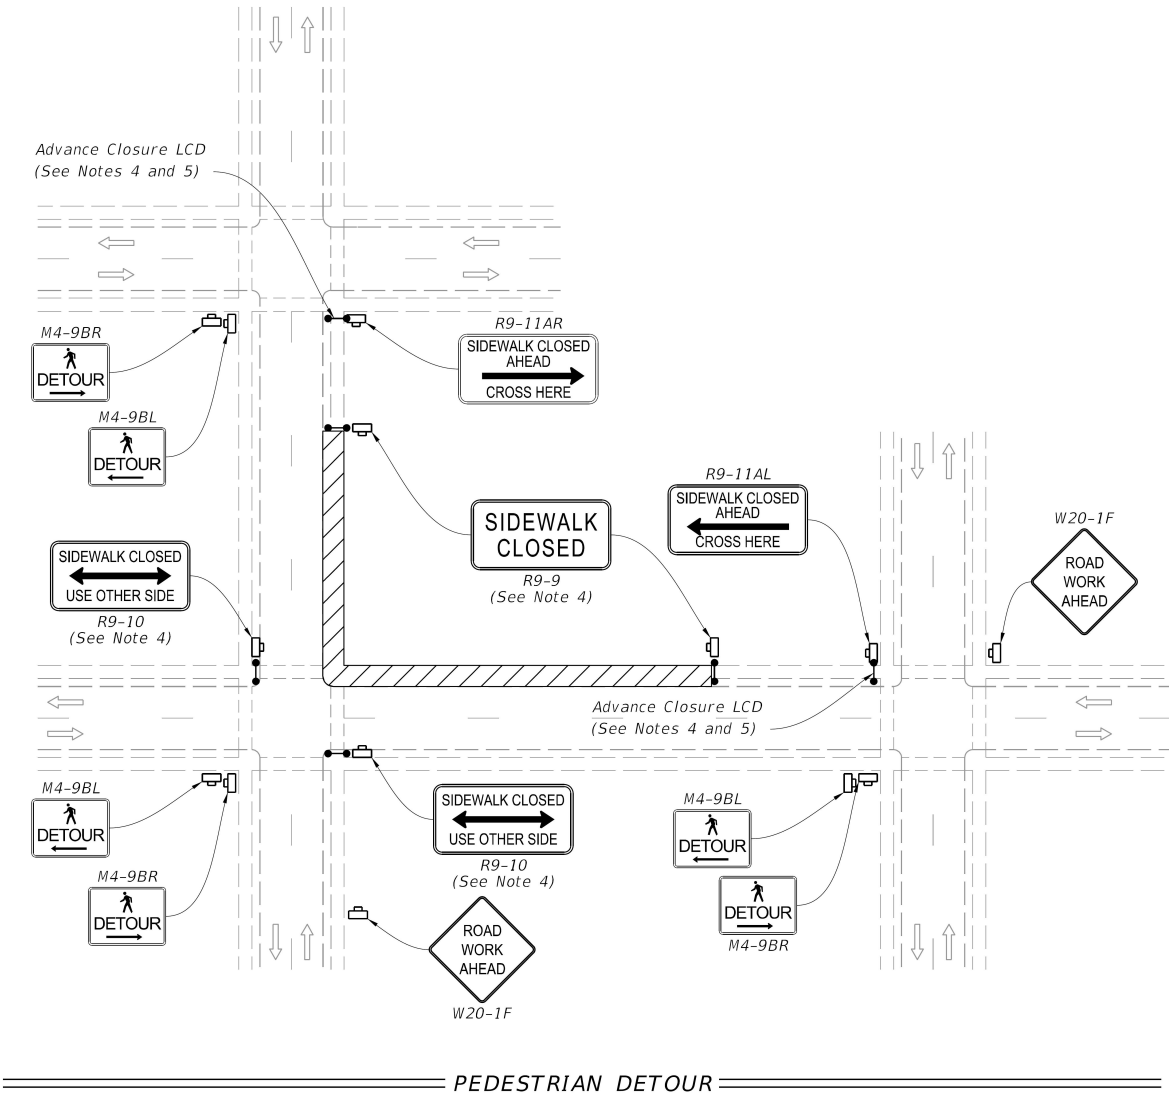 Advance Closure LCD
(See Notes 4 and 5)
M4-9BR
DETOUR
M4-9BL
DETOUR
R9-11AR
SIDEWALK CLOSED
AHEAD
CROSS HERE
SIDEWALK
CLOSED
R9-9
(See Note 4)
R9-11AL
SIDEWALK CLOSED
AHEAD
CROSS HERE
W20-1F
ROAD
WORK
AHEAD
SIDEWALK CLOSED
USE OTHER SIDE
R9-10
(See Note 4)
Advance Closure LCD
(See Notes 4 and 5)
M4-9BL
DETOUR
M4-9BR
DETOUR
SIDEWALK CLOSED
USE OTHER SIDE
R9-10
(See Note 4)
M4-9BL
DETOUR
DETOUR
M4-9BR
ROAD
WORK
AHEAD
W20-1F
PEDESTRIAN DETOUR